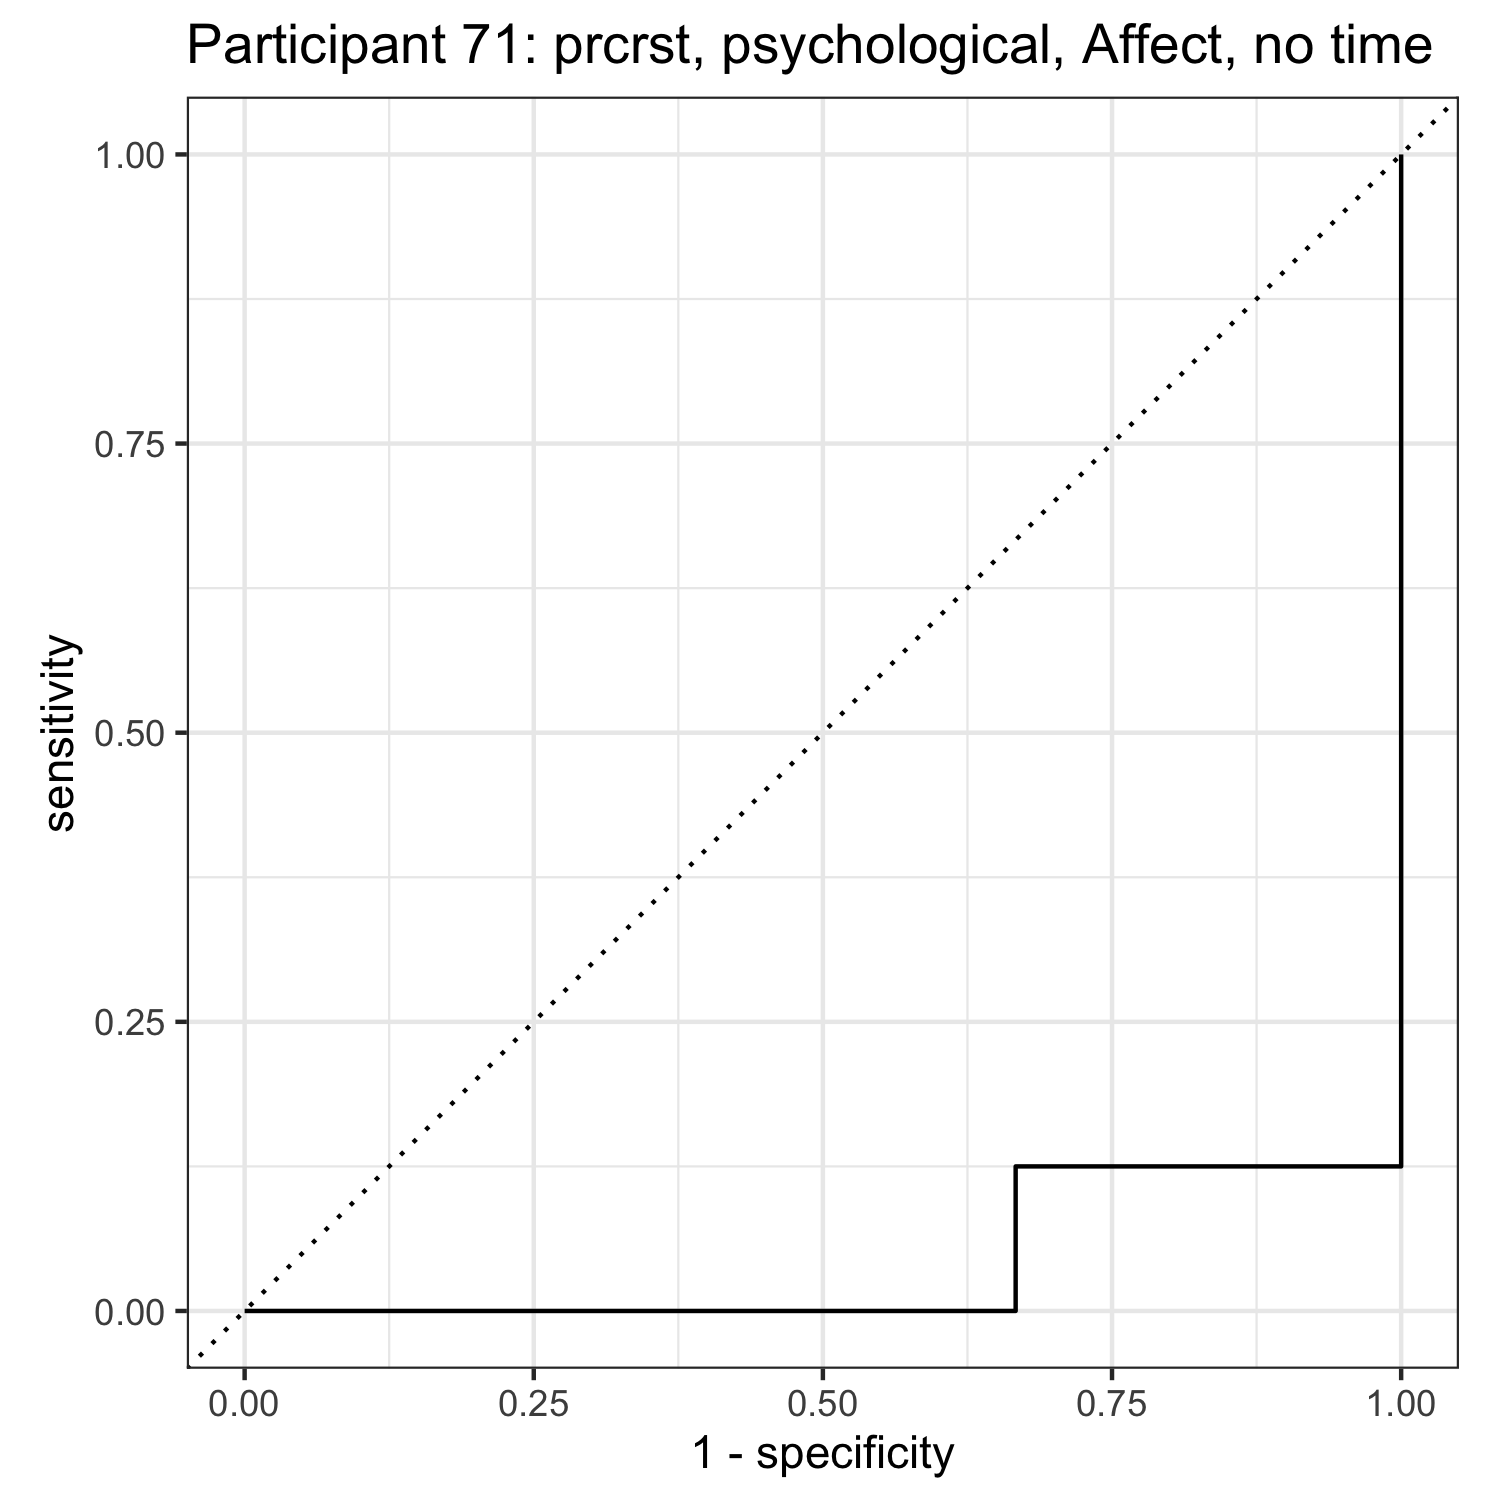 Participant 71: prcrst, psychological, Affect, no time
1.00
0.75
0.50
0.25
0.00
sensitivity
0.00 0.25 0.50 0.75 1.00
1 - specificity